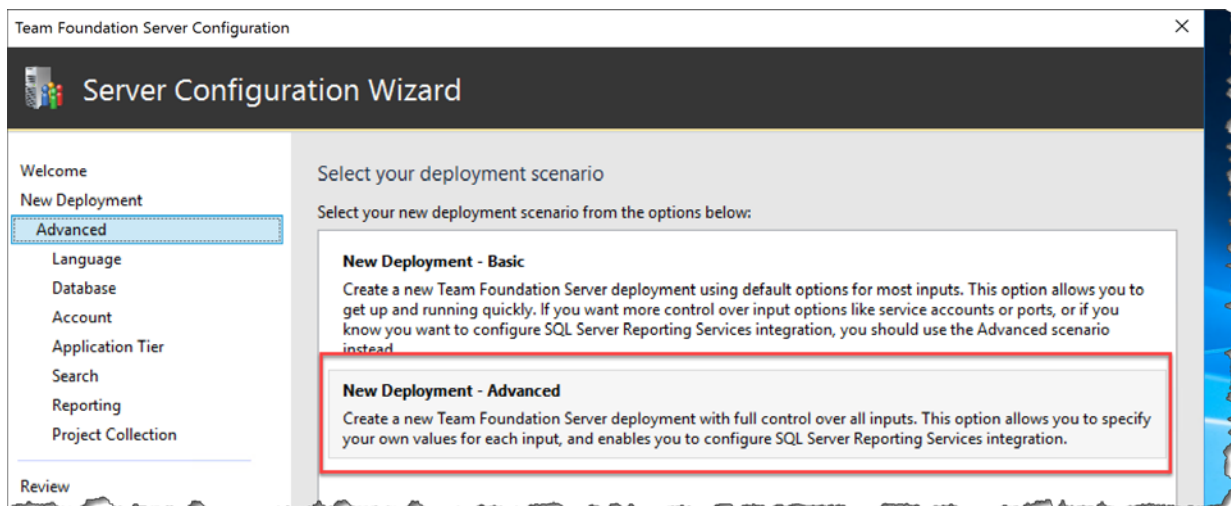 Team Foundation Server Configuration
Server Configuration Wizard
Welcome
New Deployment
Advanced
Language
Database
Account
Application Tier
Search
Reporting
Project Collection
Review
Select your deployment scenario
Select your new deployment scenario from the options below:
New Deployment - Basic
Create a new Team Foundation Server deployment using default options for most inputs. This option allows you to
get up and running quickly. If you want more control over input options like service accounts or ports, or if you
know you want to configure SQL Server Reporting Services integration, you should use the Advanced scenario
instead.
New Deployment - Advanced
Create a new Team Foundation Server deployment with full control over all inputs. This option allows you to specify
your own values for each input, and enables you to configure SQL Server Reporting Services integration.